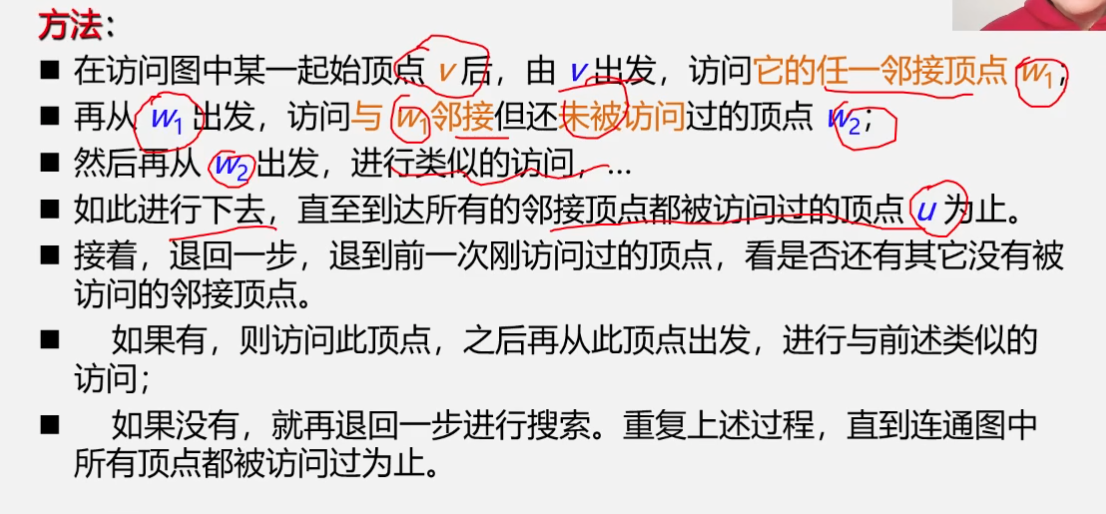 方法：
■ 在访问图中某一起始顶点 v 后，由 v 出发，访问它的任一邻接顶点 w₁；
■ 再从 w₁ 出发，访问与 w₁邻接但还未被访问过的顶点 w₂；
■ 然后再从 w₂ 出发，进行类似的访问，…
■ 如此进行下去，直至到达所有的邻接顶点都被访问过的顶点 u 为止。
■ 接着，退回一步，退到前一次刚访问过的顶点，看是否还有其它没有被
访问的邻接顶点。
■ 如果有，则访问此顶点，之后再从此顶点出发，进行与前述类似的
访问；
■ 如果没有，就再退回一步进行搜索。重复上述过程，直到连通图中
所有顶点都被访问过为止。